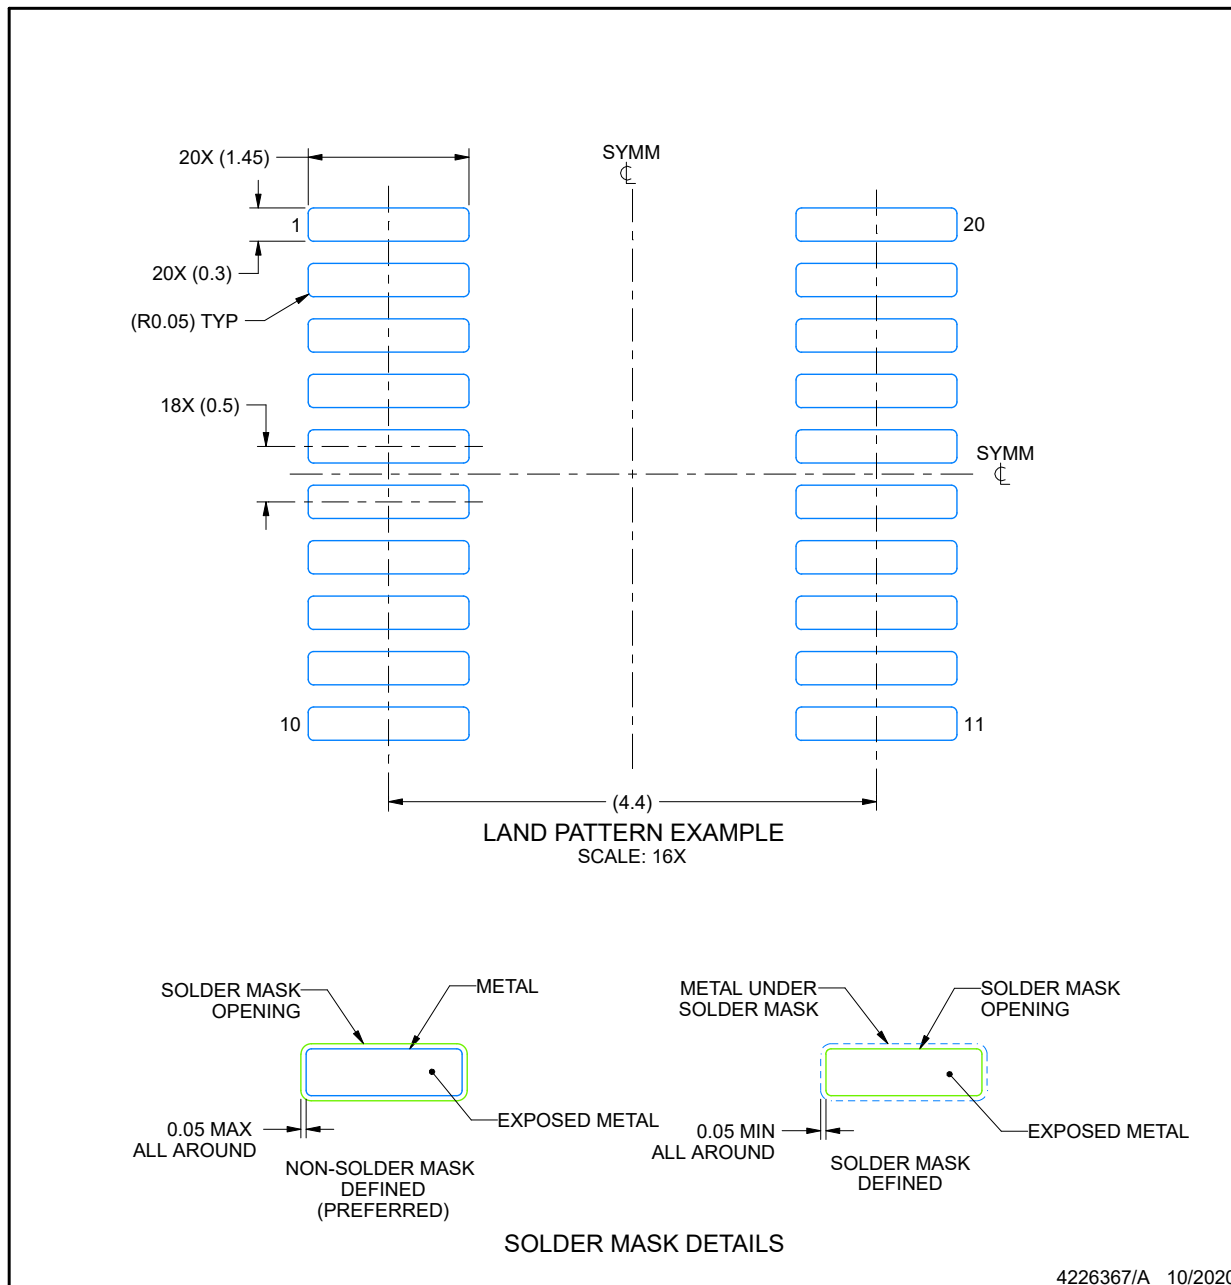 SYMM
℄
20X (1.45)
1
20
20X (0.3)
(R0.05) TYP
18X (0.5)
SYMM
℄
10
11
(4.4)
LAND PATTERN EXAMPLE
SCALE: 16X
SOLDER MASK
OPENING
METAL
EXPOSED METAL
0.05 MAX
ALL AROUND
NON-SOLDER MASK
DEFINED
(PREFERRED)
METAL UNDER
SOLDER MASK
SOLDER MASK
OPENING
EXPOSED METAL
0.05 MIN
ALL AROUND
SOLDER MASK
DEFINED
SOLDER MASK DETAILS
4226367/A 10/2020